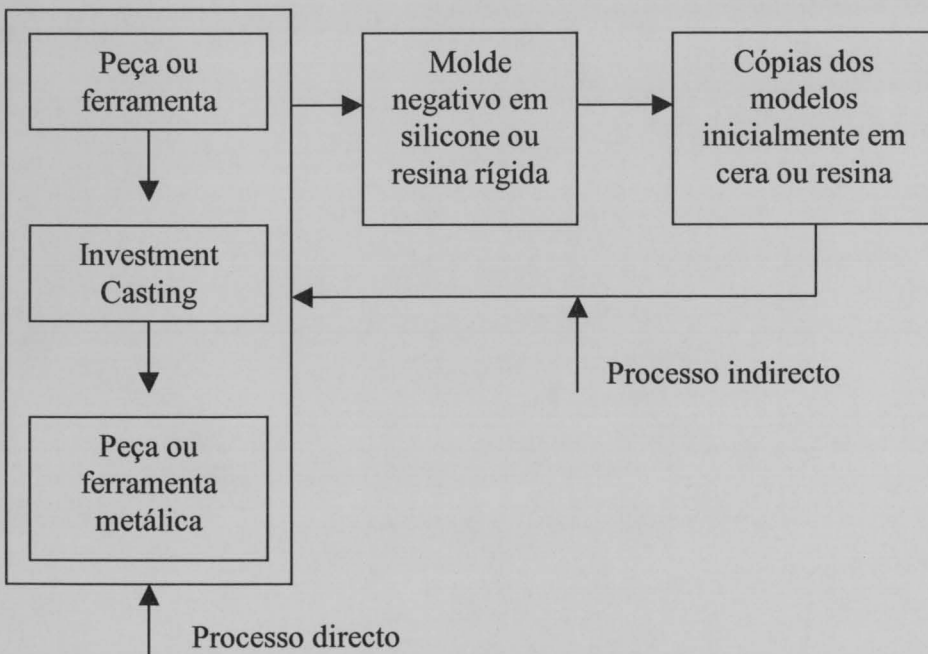 Peça ou
ferramenta
Investment
Casting
Peça ou
ferramenta
metálica
Molde
negativo em
silicone ou
resina rígida
Cópias dos
modelos
inicialmente em
cera ou resina
Processo indirecto
Processo directo